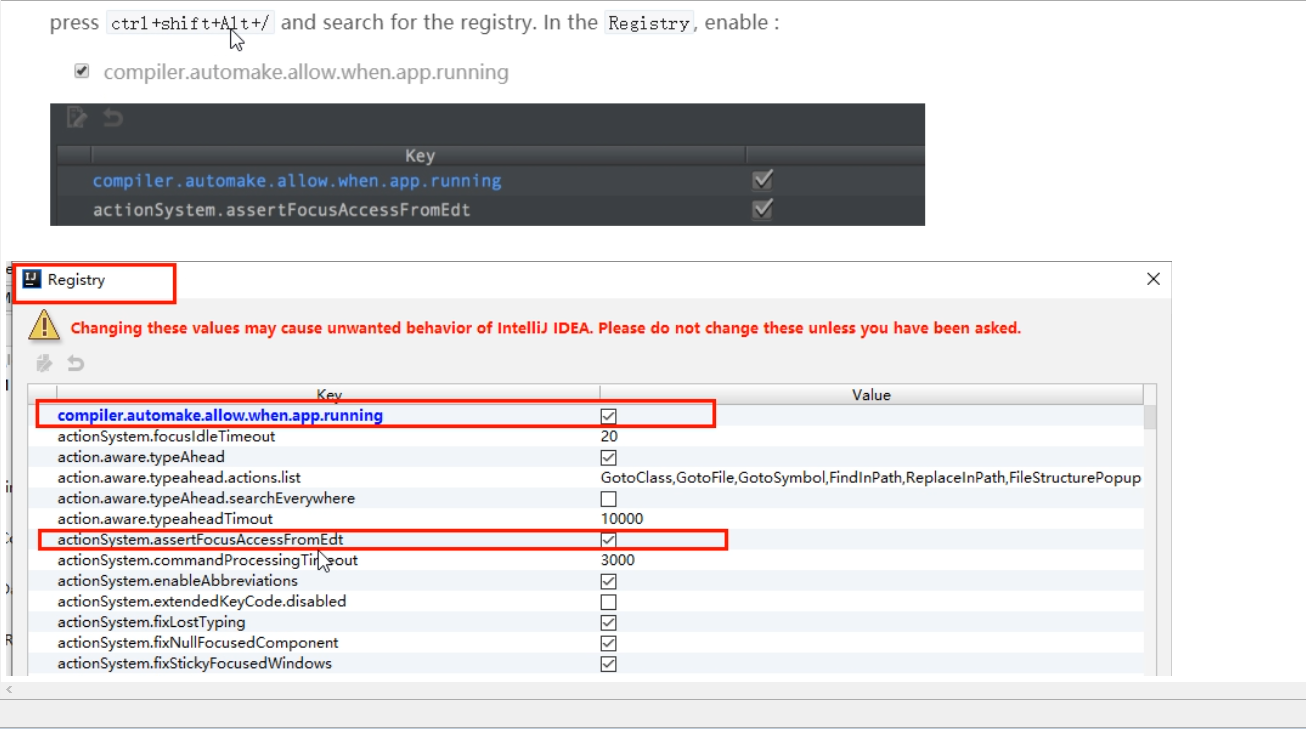 press ctrl+shift+Alt+/ and search for the registry. In the Registry, enable :
compiler.automake.allow.when.app.running
Key
compiler.automake.allow.when.app.running
actionSystem.assertFocusAccessFromEdt
Registry
Changing these values may cause unwanted behavior of IntelliJ IDEA. Please do not change these unless you have been asked.
Key Value
compiler.automake.allow.when.app.running
actionSystem.focusIdleTimeout 20
action.aware.typeAhead
action.aware.typeahead.actions.list GotoClass,GotoFile,GotoSymbol,FindInPath,ReplaceInPath,FileStructurePopup
action.aware.typeAhead.searchEverywhere
action.aware.typeaheadTimout 10000
actionSystem.assertFocusAccessFromEdt
actionSystem.commandProcessingTimeout 3000
actionSystem.enableAbbreviations
actionSystem.extendedKeyCode.disabled
actionSystem.fixLostTyping
actionSystem.fixNullFocusedComponent
actionSystem.fixStickyFocusedWindows